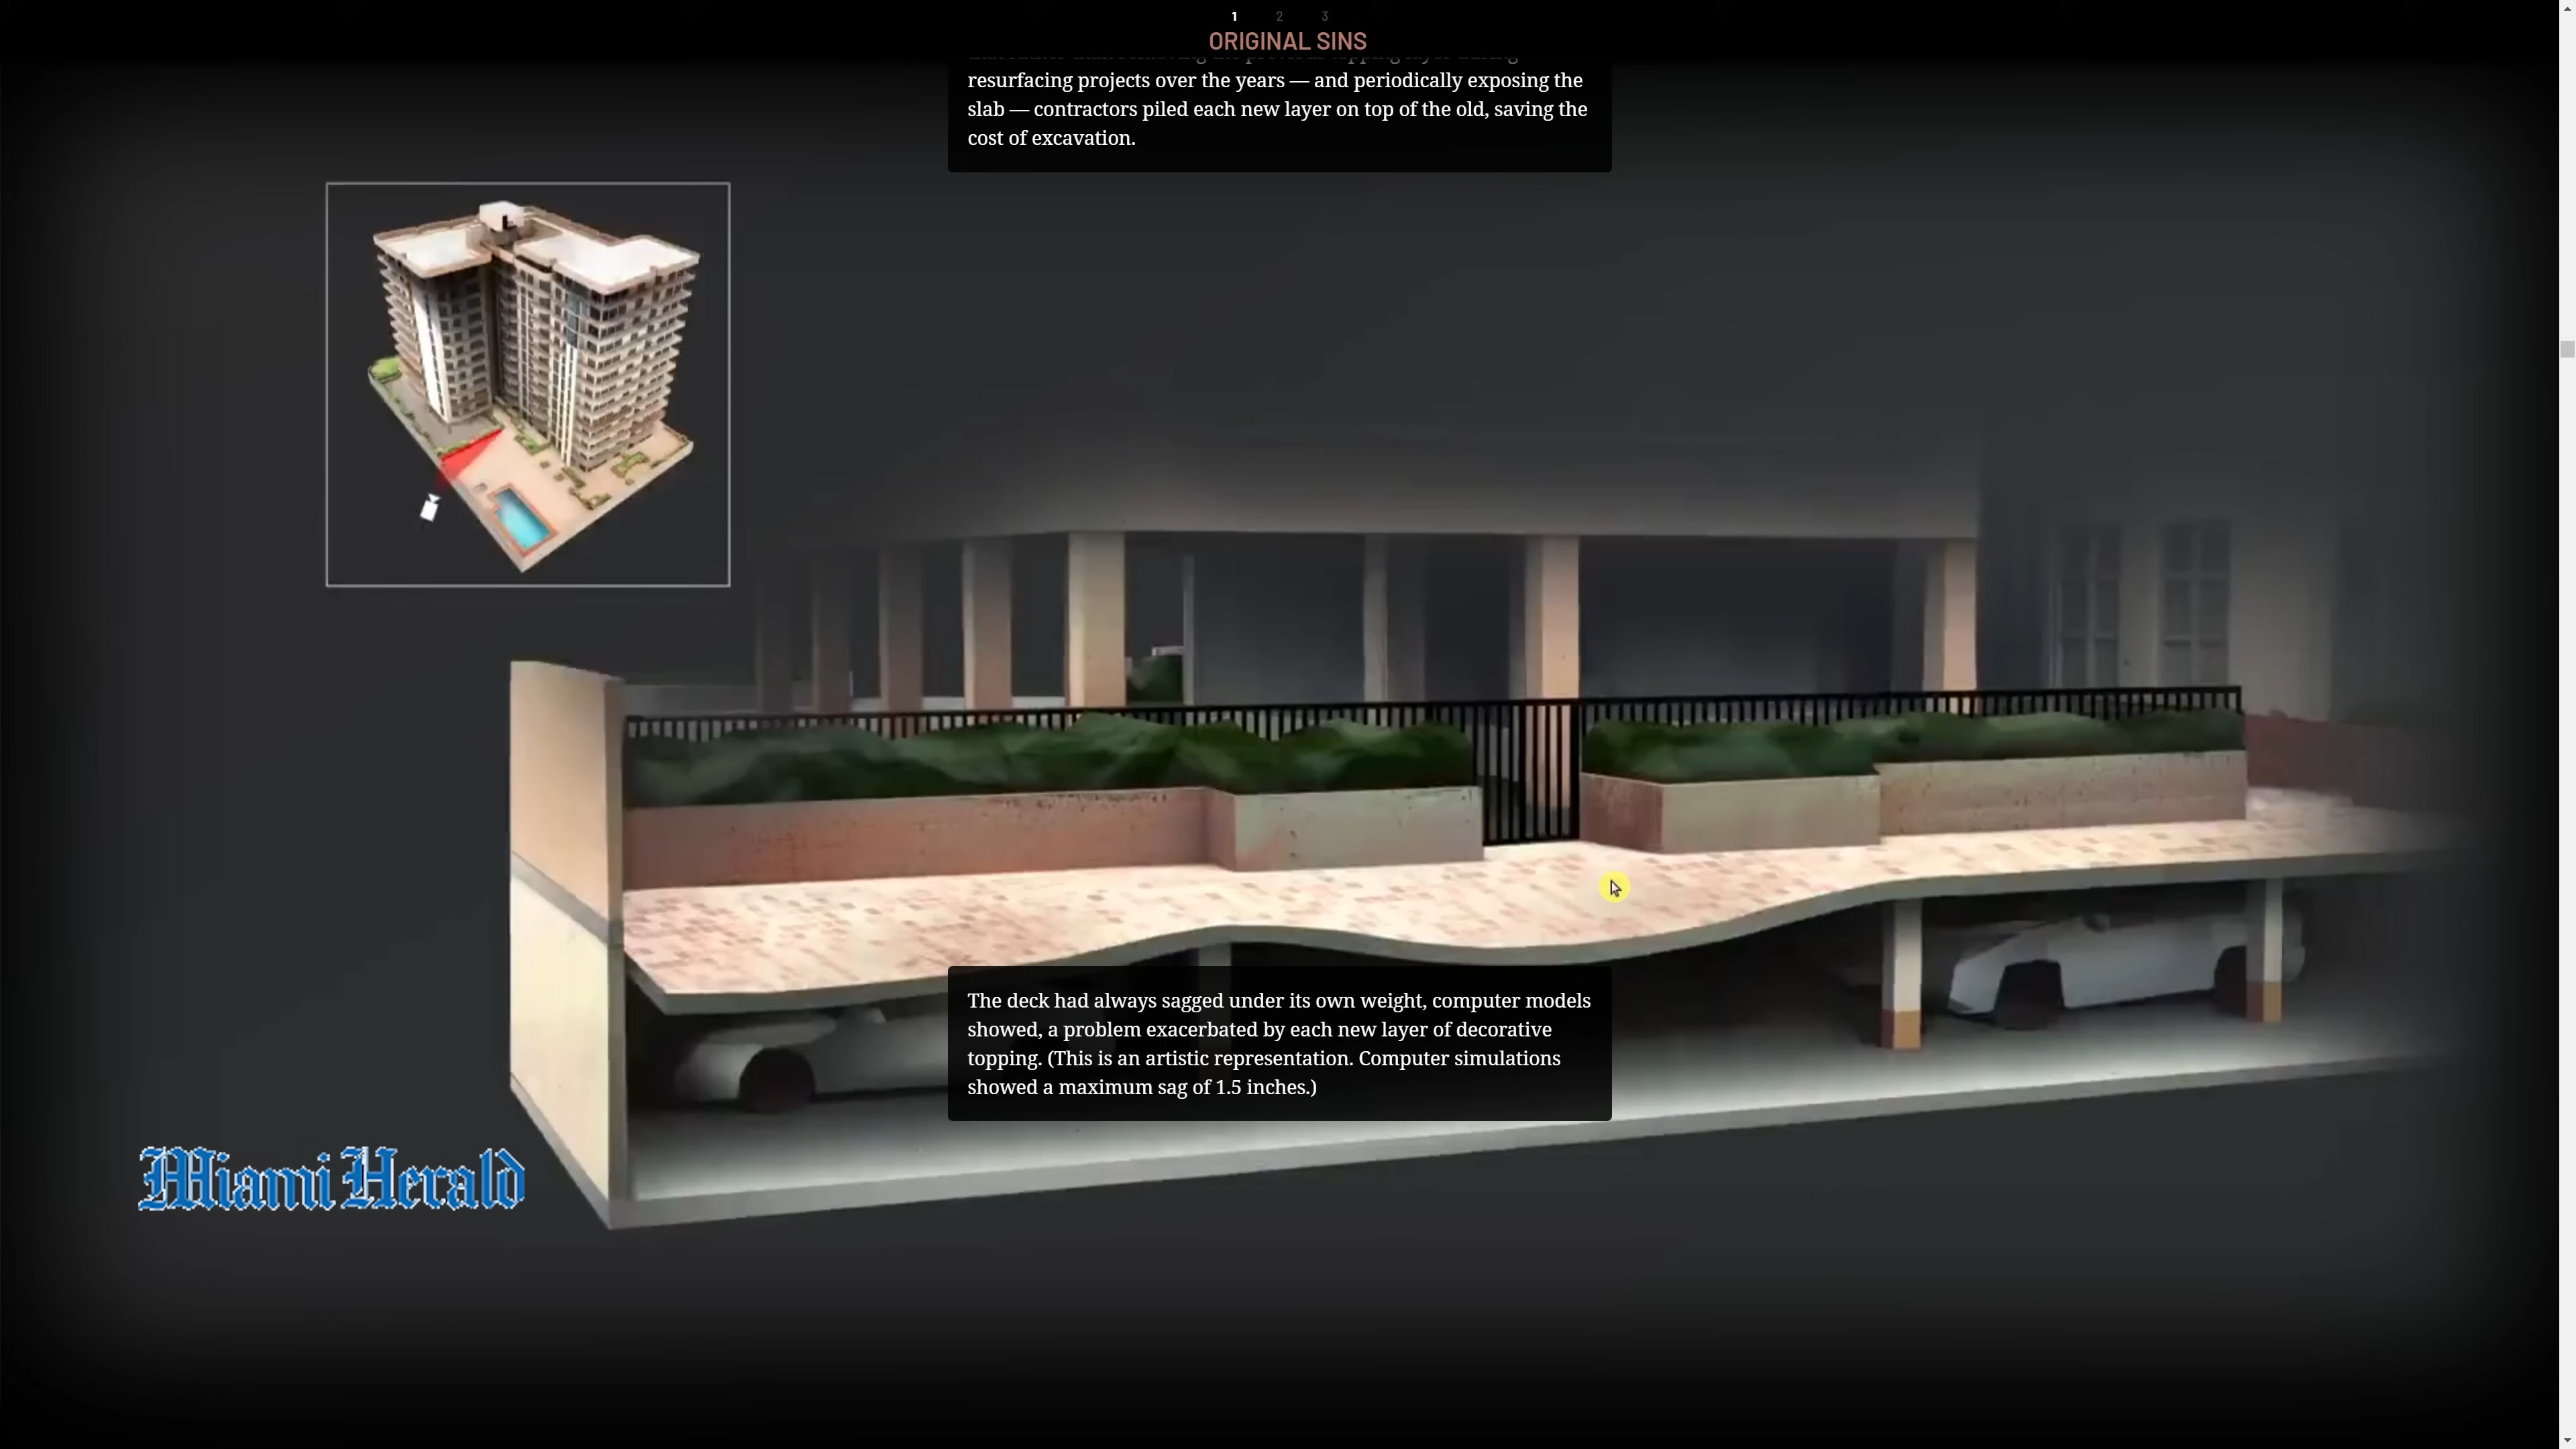 1 2 3
ORIGINAL SINS
resurfacing projects over the years — and periodically exposing the
slab — contractors piled each new layer on top of the old, saving the
cost of excavation.
The deck had always sagged under its own weight, computer models
showed, a problem exacerbated by each new layer of decorative
topping. (This is an artistic representation. Computer simulations
showed a maximum sag of 1.5 inches.)
Miami Herald